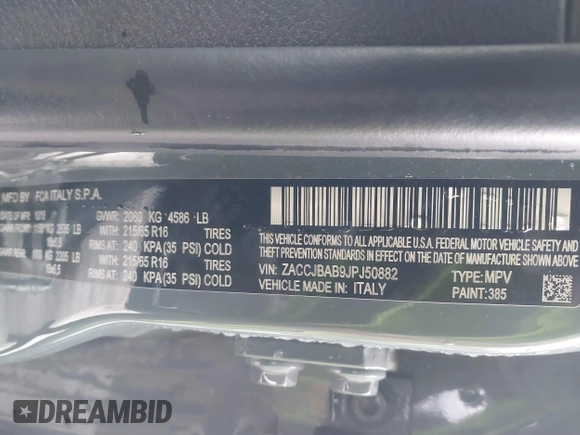 MFD BY FCA ITALY S.P.A.
GVWR: 2080 KG 4586 LB
WITH 215/65 R16 TIRES
RIMS AT: 240 KPA (35 PSI) COLD
WITH 215/65 R16 TIRES
RIMS AT: 240 KPA (35 PSI) COLD
THIS VEHICLE CONFORMS TO ALL APPLICABLE U.S.A. FEDERAL MOTOR VEHICLE SAFETY,
BUMPER, AND THEFT PREVENTION STANDARDS IN EFFECT ON THE DATE OF MANUFACTURE SHOWN ABOVE
VIN: ZACCJBAB9JPJ50882 TYPE: MPV
VEHICLE MADE IN: ITALY PAINT: 385
DREAMBID